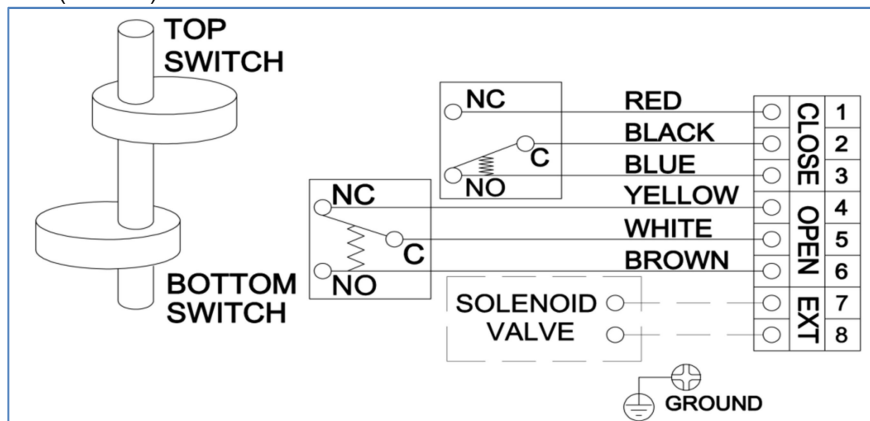 TOP
SWITCH
NC
C
NO
NC
C
NO
BOTTOM
SWITCH
RED
BLACK
BLUE
YELLOW
WHITE
BROWN
SOLENOID
VALVE
CLOSE
OPEN
EXT
1
2
3
4
5
6
7
8
GROUND